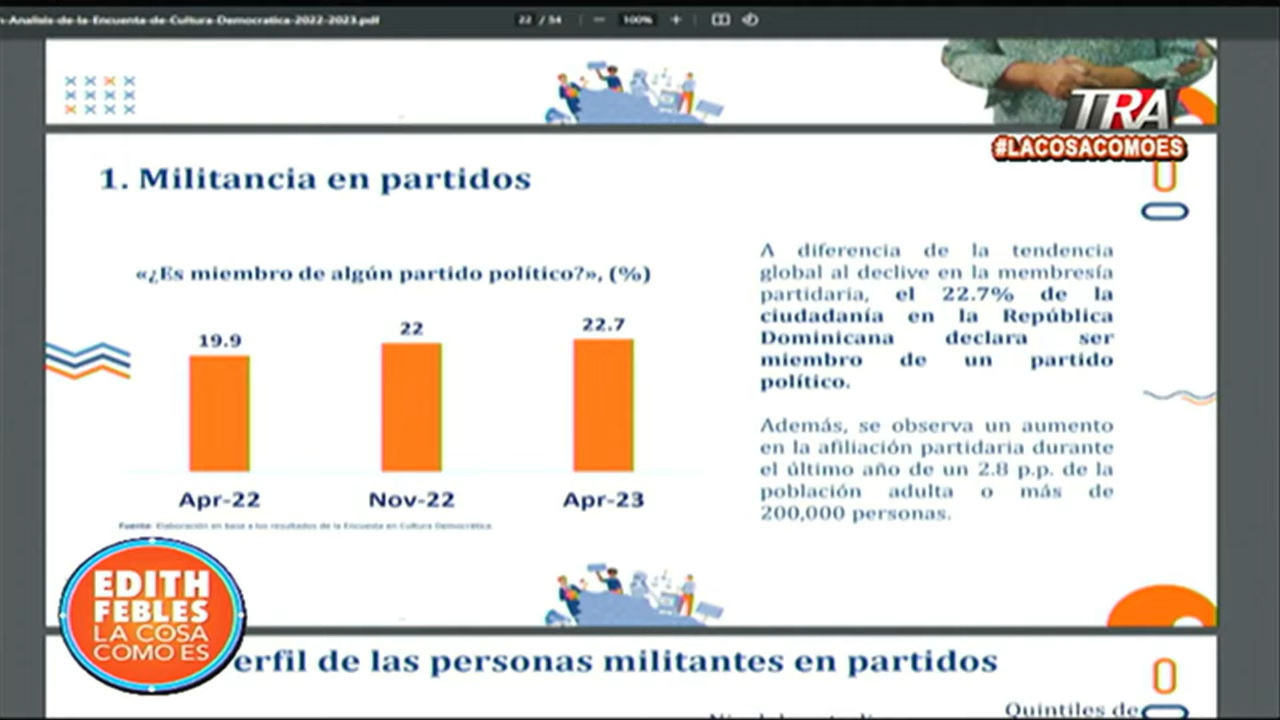 -Analisis-de-la-Encuenta-de-Cultura-Democratica-2022-2023.pdf
22 / 54
100%
TRA
#LACOSACOMOES
1. Militancia en partidos
«¿Es miembro de algún partido político?», (%)
19.9
22
22.7
Apr-22
Nov-22
Apr-23
Fuente: Elaboración en base a los resultados de la Encuesta en Cultura Democrática.
A diferencia de la tendencia
global al declive en la membresía
partidaria, el 22.7% de la
ciudadanía en la República
Dominicana declara ser
miembro de un partido
político.
Además, se observa un aumento
en la afiliación partidaria durante
el último año de un 2.8 p.p. de la
población adulta o más de
200,000 personas.
EDITH
FEBLES
LA COSA
COMO ES
erfil de las personas militantes en partidos
Quintiles de